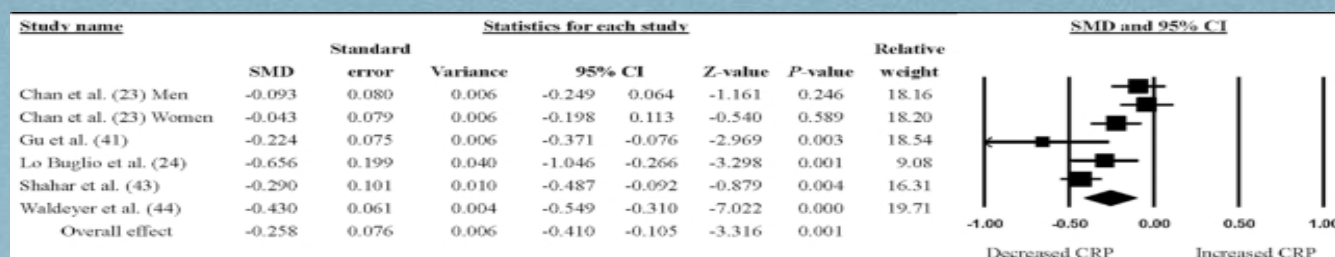 Study name Statistics for each study SMD and 95% CI
Standard Relative
SMD error Variance 95% CI Z-value P-value weight
Chan et al. (23) Men -0.093 0.080 0.006 -0.249 0.064 -1.161 0.246 18.16
Chan et al. (23) Women -0.043 0.079 0.006 -0.198 0.113 -0.540 0.589 18.20
Gu et al. (41) -0.224 0.075 0.006 -0.371 -0.076 -2.969 0.003 18.54
Lo Buglio et al. (24) -0.656 0.199 0.040 -1.046 -0.266 -3.298 0.001 9.08
Shahar et al. (43) -0.290 0.101 0.010 -0.487 -0.092 -0.879 0.004 16.31
Waldeyer et al. (44) -0.430 0.061 0.004 -0.549 -0.310 -7.022 0.000 19.71
Overall effect -0.258 0.076 0.006 -0.410 -0.105 -3.316 0.001
-1.00 -0.50 0.00 0.50 1.00
Decreased CRP Increased CRP